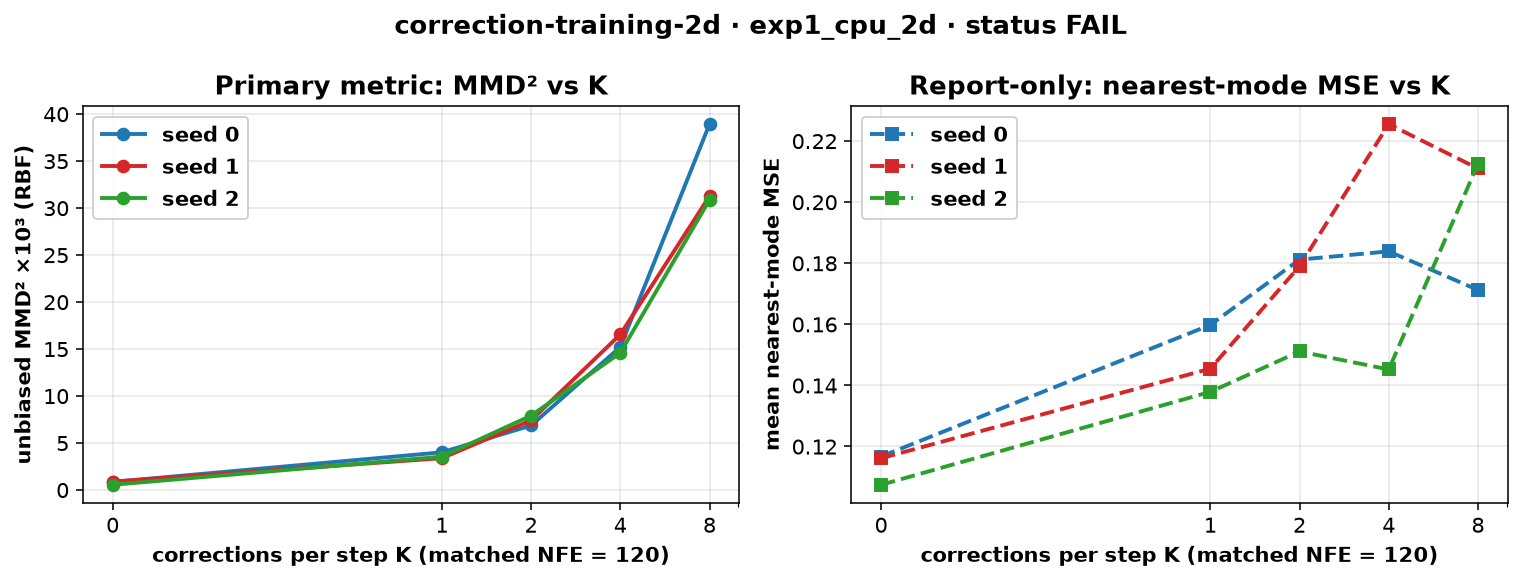 correction-training-2d · exp1_cpu_2d · status FAIL
Primary metric: MMD² vs K
unbiased MMD² ×10³ (RBF)
40
35
30
25
20
15
10
5
0
seed 0
seed 1
seed 2
0 1 2 4 8
corrections per step K (matched NFE = 120)
Report-only: nearest-mode MSE vs K
mean nearest-mode MSE
0.22
0.20
0.18
0.16
0.14
0.12
seed 0
seed 1
seed 2
0 1 2 4 8
corrections per step K (matched NFE = 120)